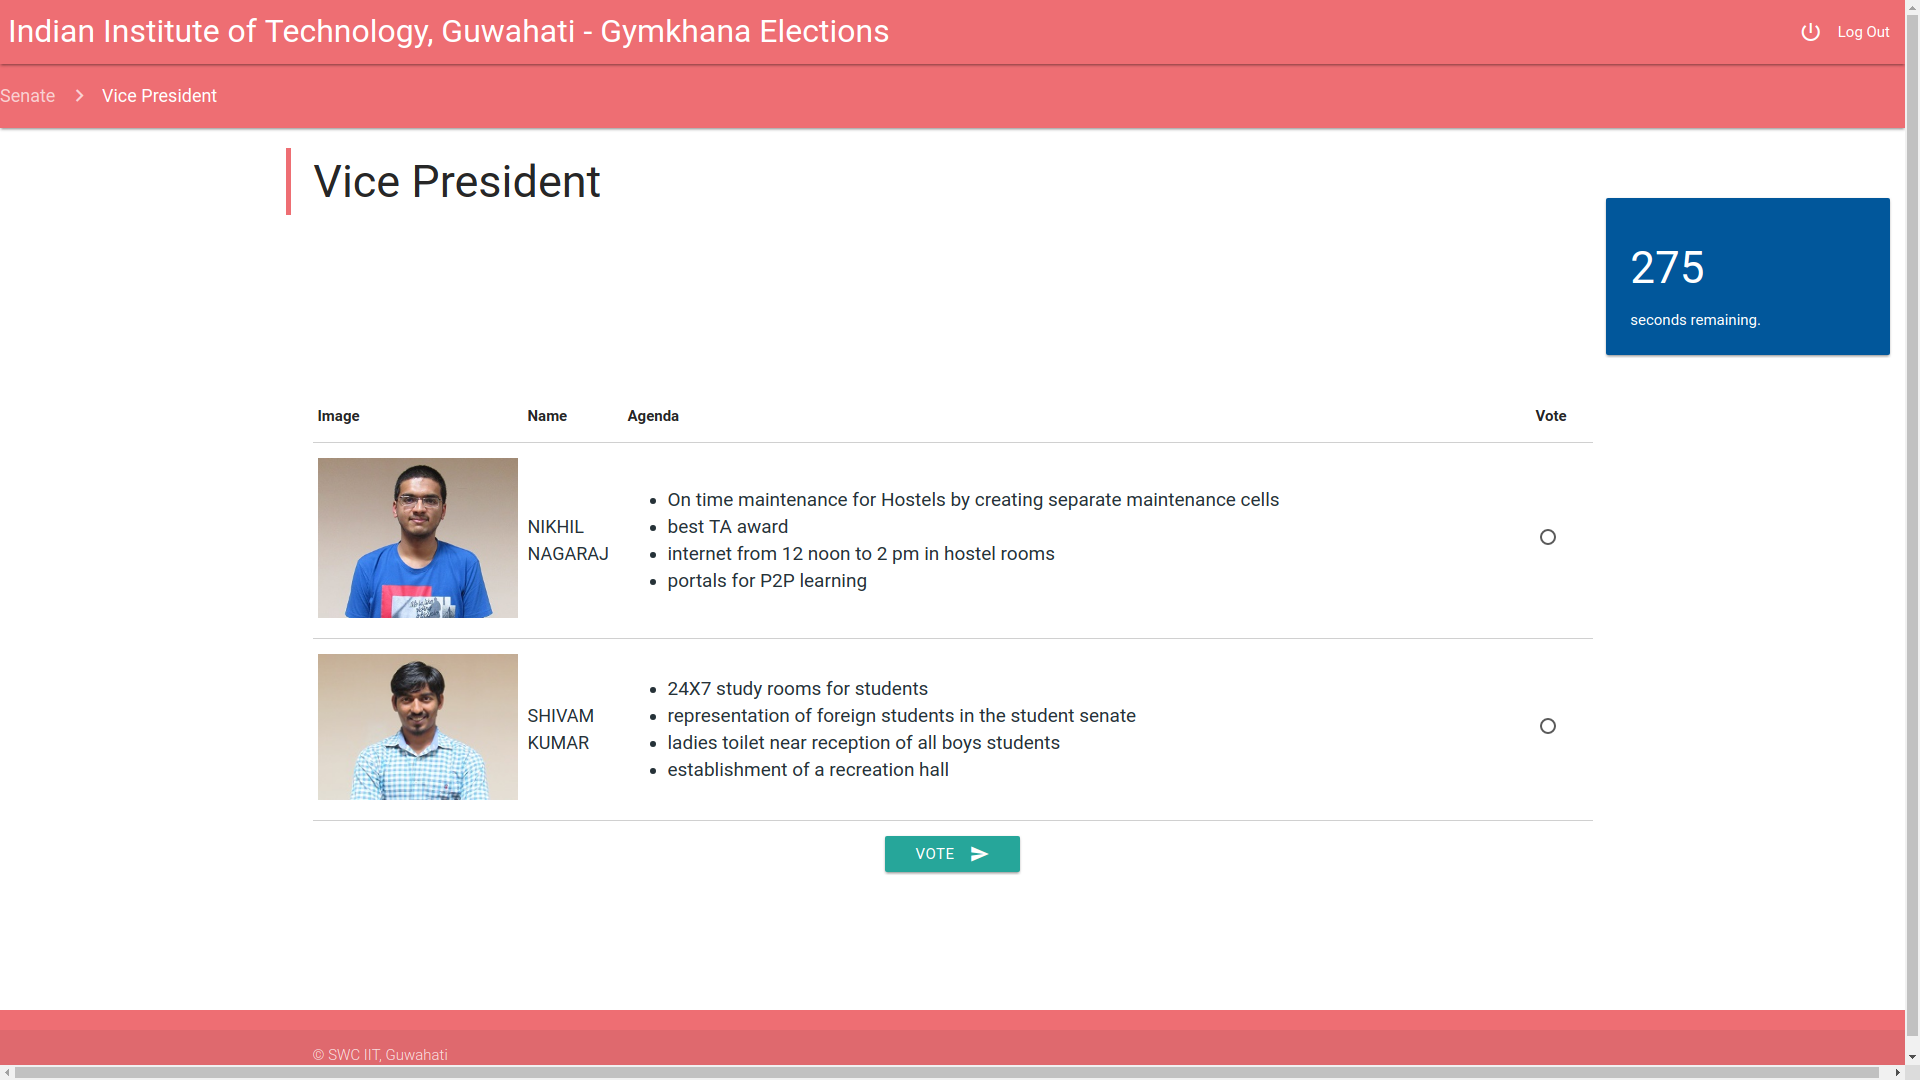 Indian Institute of Technology, Guwahati - Gymkhana Elections
Log Out
Senate > Vice President
Vice President
275
seconds remaining.
Image Name Agenda Vote
NIKHIL
NAGARAJ
• On time maintenance for Hostels by creating separate maintenance cells
• best TA award
• internet from 12 noon to 2 pm in hostel rooms
• portals for P2P learning
SHIVAM
KUMAR
• 24X7 study rooms for students
• representation of foreign students in the student senate
• ladies toilet near reception of all boys students
• establishment of a recreation hall
VOTE
© SWC IIT, Guwahati